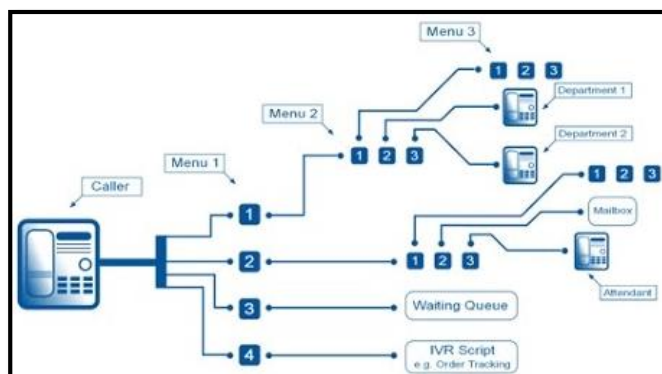 Menu 3
1 2 3
Department 1
Menu 2
1 2 3
Department 2
Menu 1
Caller
1
1 2 3
Mailbox
2
1 2 3
Attendant
3
Waiting Queue
4
IVR Script
e.g. Order Tracking